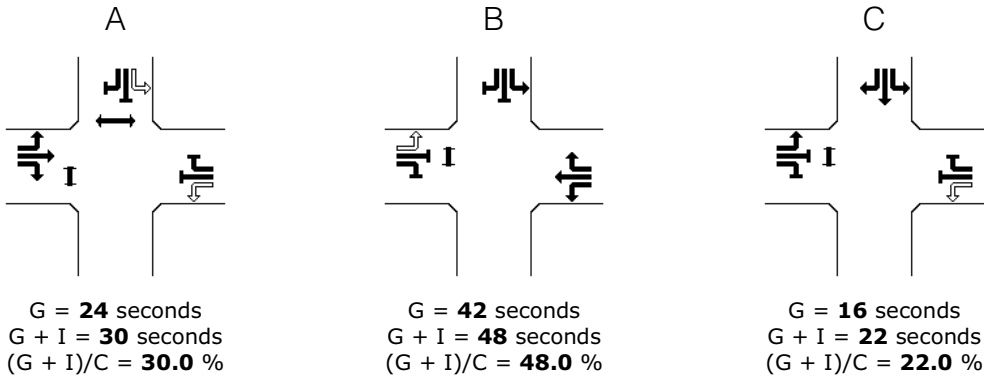 A
B
C
G = 24 seconds
G + I = 30 seconds
(G + I)/C = 30.0 %
G = 42 seconds
G + I = 48 seconds
(G + I)/C = 48.0 %
G = 16 seconds
G + I = 22 seconds
(G + I)/C = 22.0 %